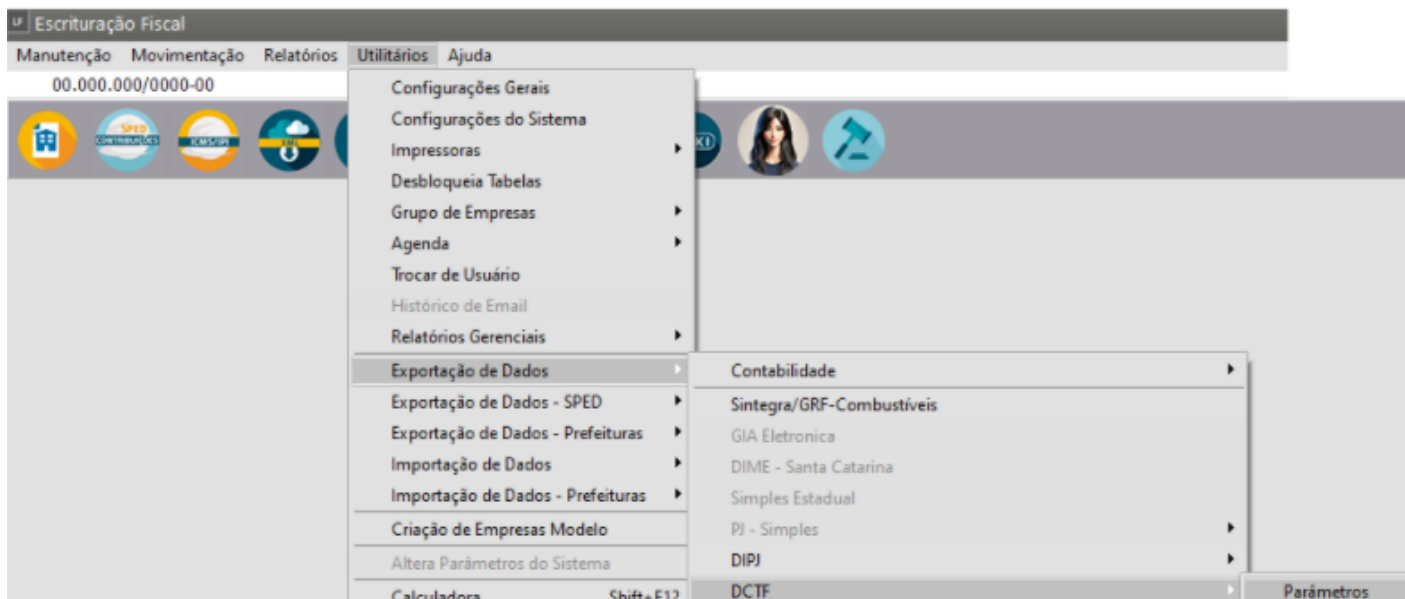 LF Escrituração Fiscal
Manutenção Movimentação Relatórios Utilitários Ajuda
00.000.000/0000-00
SPED
CONTRIBUIÇÕES
ICMS/IPI
XML
Configurações Gerais
Configurações do Sistema
Impressoras
Desbloqueia Tabelas
Grupo de Empresas
Agenda
Trocar de Usuário
Histórico de Email
Relatórios Gerenciais
Exportação de Dados
Exportação de Dados - SPED
Exportação de Dados - Prefeituras
Importação de Dados
Importação de Dados - Prefeituras
Criação de Empresas Modelo
Altera Parâmetros do Sistema
Calculadora Shift+F12
Contabilidade
Sintegra/GRF-Combustíveis
GIA Eletronica
DIME - Santa Catarina
Simples Estadual
PJ - Simples
DIPJ
DCTF
Parâmetros